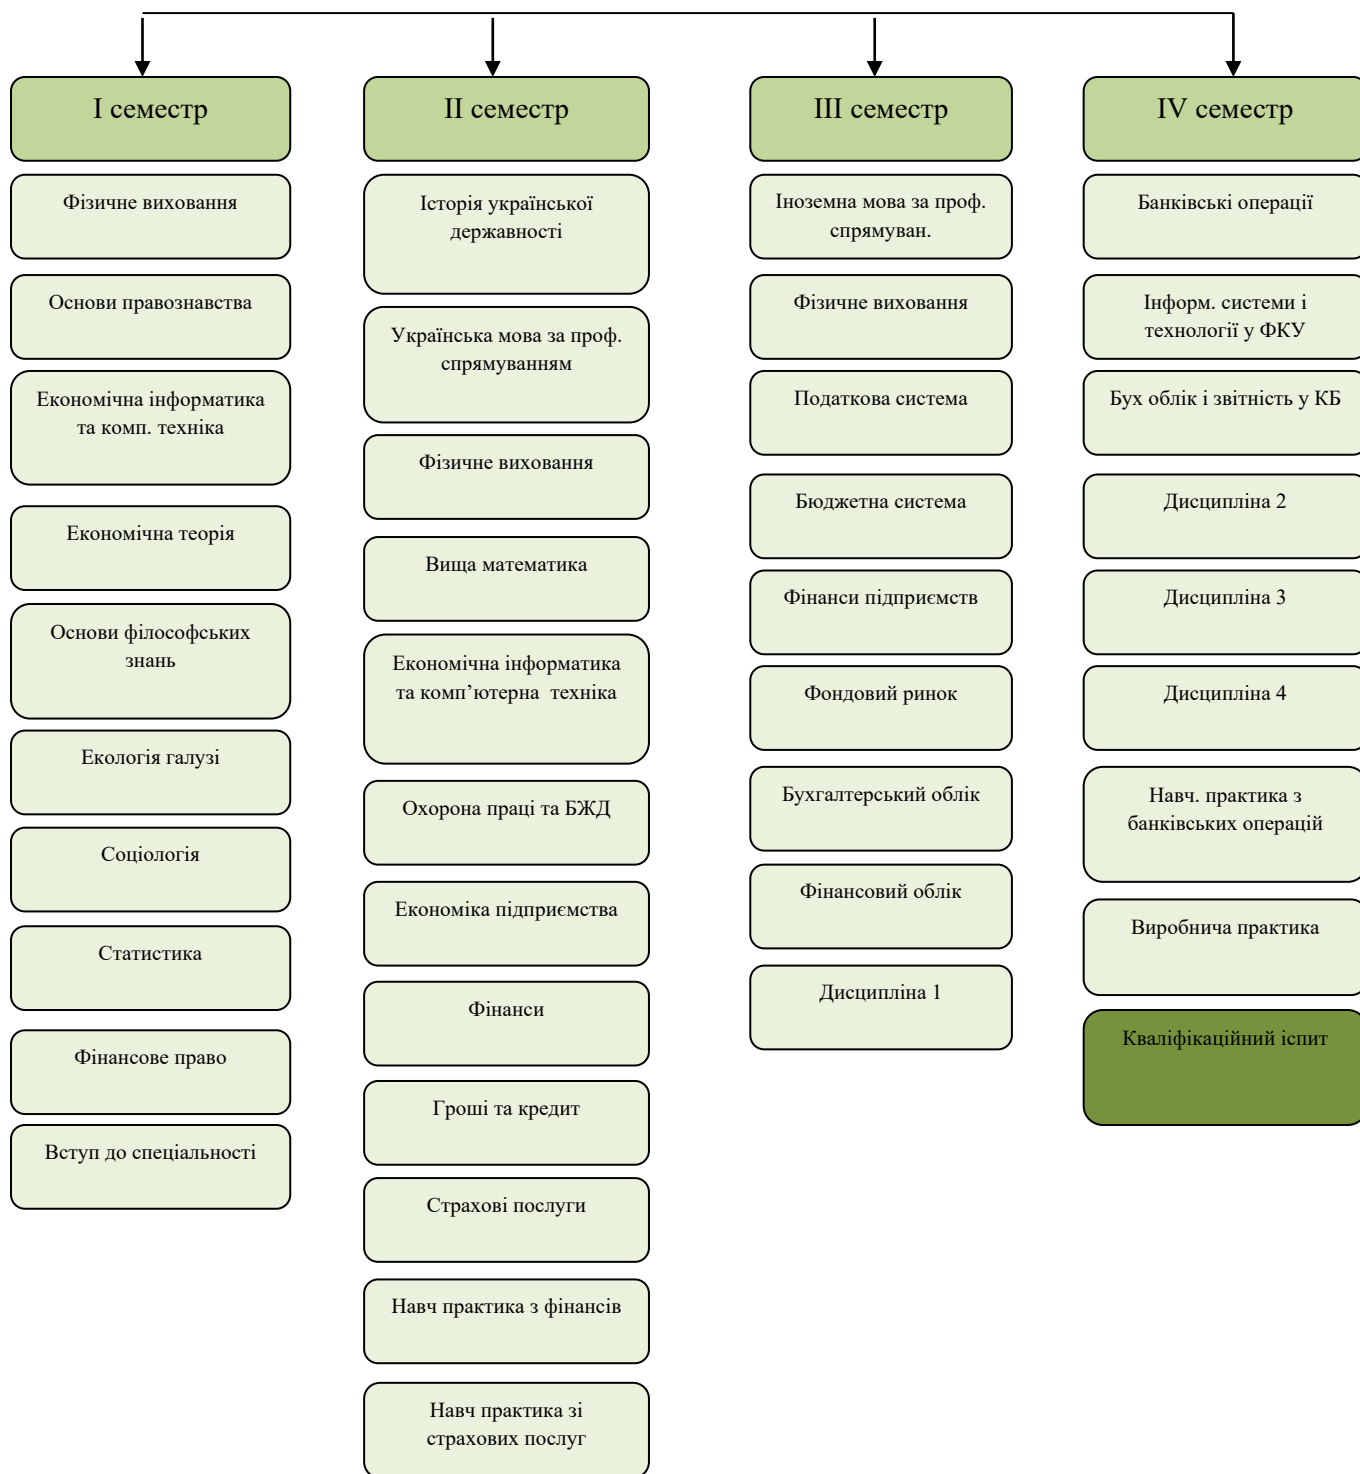 І семестр
Фізичне виховання
Основи правознавства
Економічна інформатика
та комп. техніка
Економічна теорія
Основи філософських
знань
Екологія галузі
Соціологія
Статистика
Фінансове право
Вступ до спеціальності
ІІ семестр
Історія української
державності
Українська мова за проф.
спрямуванням
Фізичне виховання
Вища математика
Економічна інформатика
та комп’ютерна техніка
Охорона праці та БЖД
Економіка підприємства
Фінанси
Гроші та кредит
Страхові послуги
Навч практика з фінансів
Навч практика зі
страхових послуг
ІІІ семестр
Іноземна мова за проф.
спрямуван.
Фізичне виховання
Податкова система
Бюджетна система
Фінанси підприємств
Фондовий ринок
Бухгалтерський облік
Фінансовий облік
Дисципліна 1
IV семестр
Банківські операції
Інформ. системи і
технології у ФКУ
Бух облік і звітність у КБ
Дисципліна 2
Дисципліна 3
Дисципліна 4
Навч. практика з
банківських операцій
Виробнича практика
Кваліфікаційний іспит